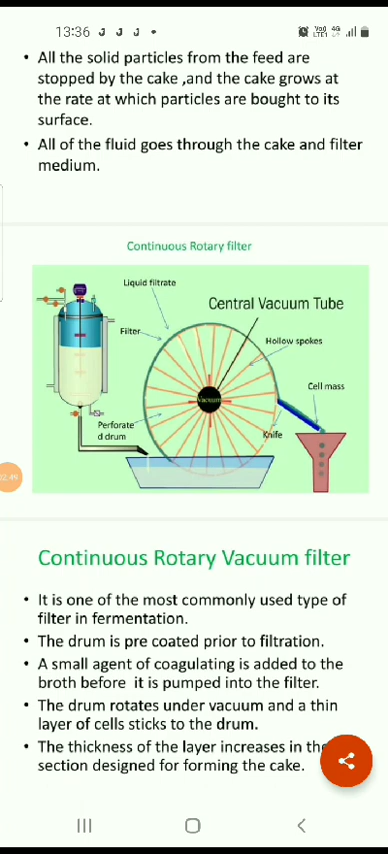 13:36 J J J •
VoD LTE1 4G
• All the solid particles from the feed are
stopped by the cake ,and the cake grows at
the rate at which particles are bought to its
surface.
• All of the fluid goes through the cake and filter
medium.
Continuous Rotary filter
Liquid filtrate
Central Vacuum Tube
Filter
Hollow spokes
Cell mass
Vacuum
Perforate
d drum
Knife
02:49
Continuous Rotary Vacuum filter
• It is one of the most commonly used type of
filter in fermentation.
• The drum is pre coated prior to filtration.
• A small agent of coagulating is added to the
broth before it is pumped into the filter.
• The drum rotates under vacuum and a thin
layer of cells sticks to the drum.
• The thickness of the layer increases in the
section designed for forming the cake.